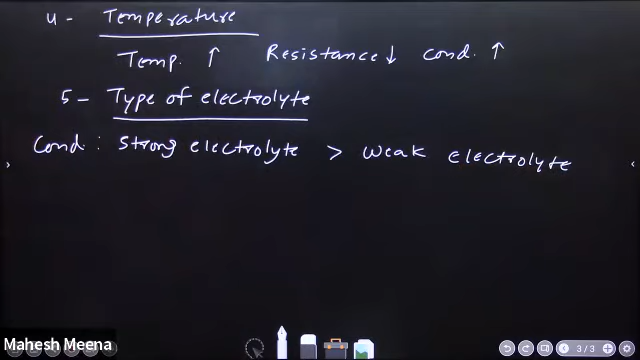 4 - Temperature
Temp. ↑ Resistance ↓ Cond. ↑
5 - Type of electrolyte
Cond : Strong electrolyte > Weak electrolyte
Mahesh Meena
3/3